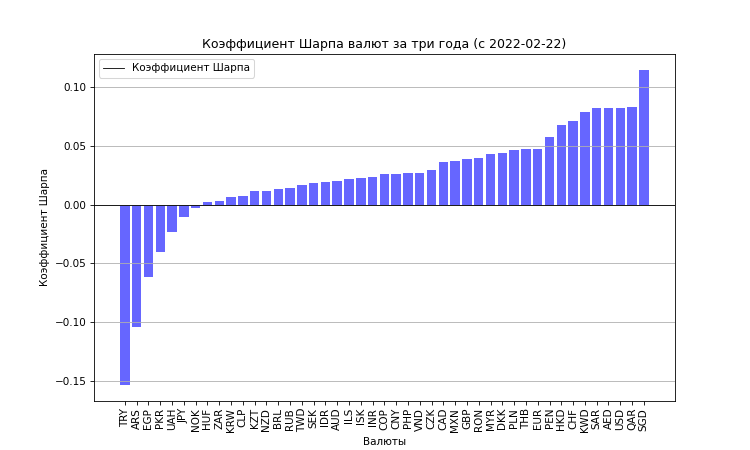 Коэффициент Шарпа валют за три года (с 2022-02-22)
Коэффициент Шарпа
0.10
0.05
0.00
−0.05
−0.10
−0.15
Коэффициент Шарпа
TRY ARS EGP PKR UAH JPY NOK HUF ZAR KRW CLP KZT NZD BRL RUB TWD SEK IDR AUD ILS ISK INR COP CNY PHP VND CZK CAD MXN GBP RON MYR DKK PLN THB EUR PEN HKD CHF KWD SAR AED USD QAR SGD
Валюты